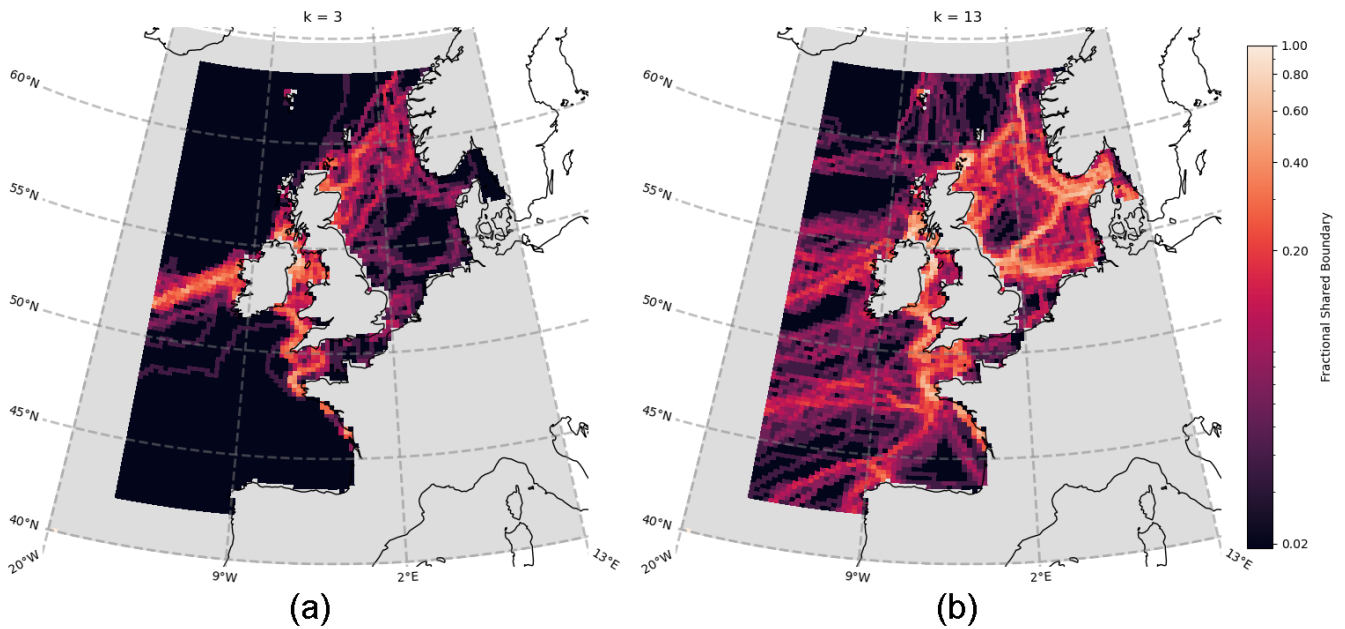 k = 3
60°N
55°N
50°N
45°N
40°N
20°W
9°W
2°E
13°E
(a)
k = 13
60°N
55°N
50°N
45°N
40°N
20°W
9°W
2°E
13°E
(b)
1.00
0.80
0.60
0.40
0.20
0.02
Fractional Shared Boundary